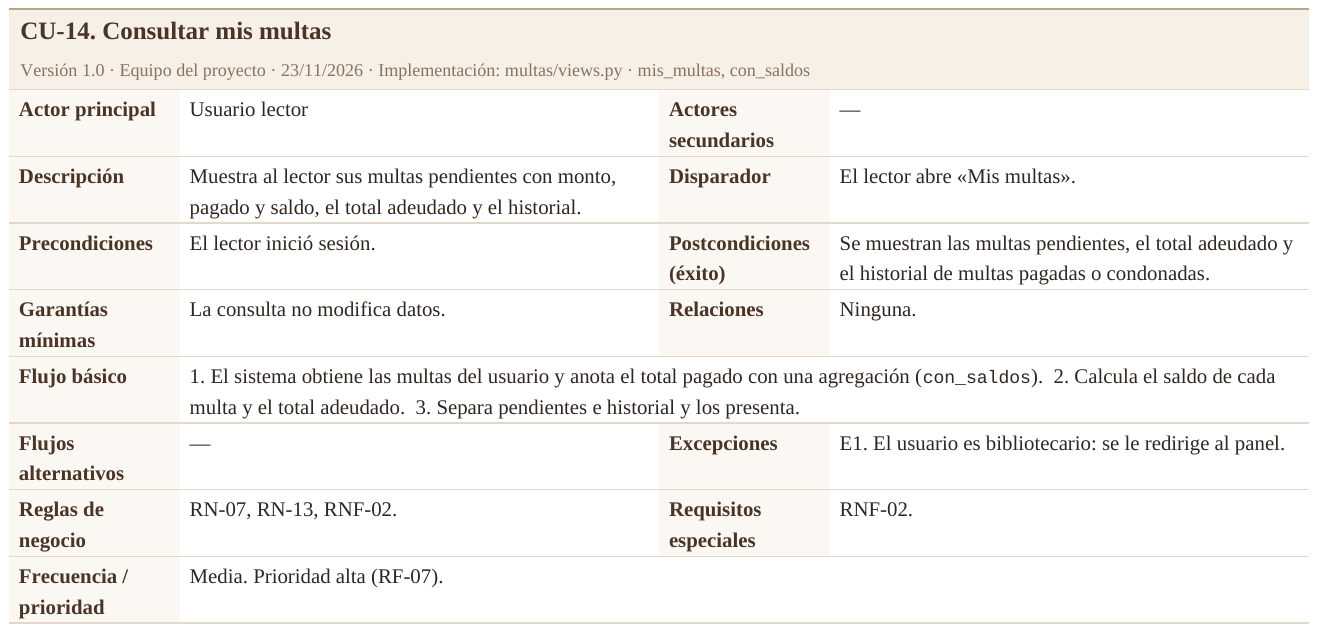 CU-14. Consultar mis multas
Versión 1.0 · Equipo del proyecto · 23/11/2026 · Implementación: multas/views.py · mis_multas, con_saldos
Actor principal
Usuario lector
Actores
secundarios
—
Descripción
Muestra al lector sus multas pendientes con monto,
pagado y saldo, el total adeudado y el historial.
Disparador
El lector abre «Mis multas».
Precondiciones
El lector inició sesión.
Postcondiciones
(éxito)
Se muestran las multas pendientes, el total adeudado y
el historial de multas pagadas o condonadas.
Garantías
mínimas
La consulta no modifica datos.
Relaciones
Ninguna.
Flujo básico
1. El sistema obtiene las multas del usuario y anota el total pagado con una agregación (con_saldos). 2. Calcula el saldo de cada
multa y el total adeudado. 3. Separa pendientes e historial y los presenta.
Flujos
alternativos
—
Excepciones
E1. El usuario es bibliotecario: se le redirige al panel.
Reglas de
negocio
RN-07, RN-13, RNF-02.
Requisitos
especiales
RNF-02.
Frecuencia /
prioridad
Media. Prioridad alta (RF-07).